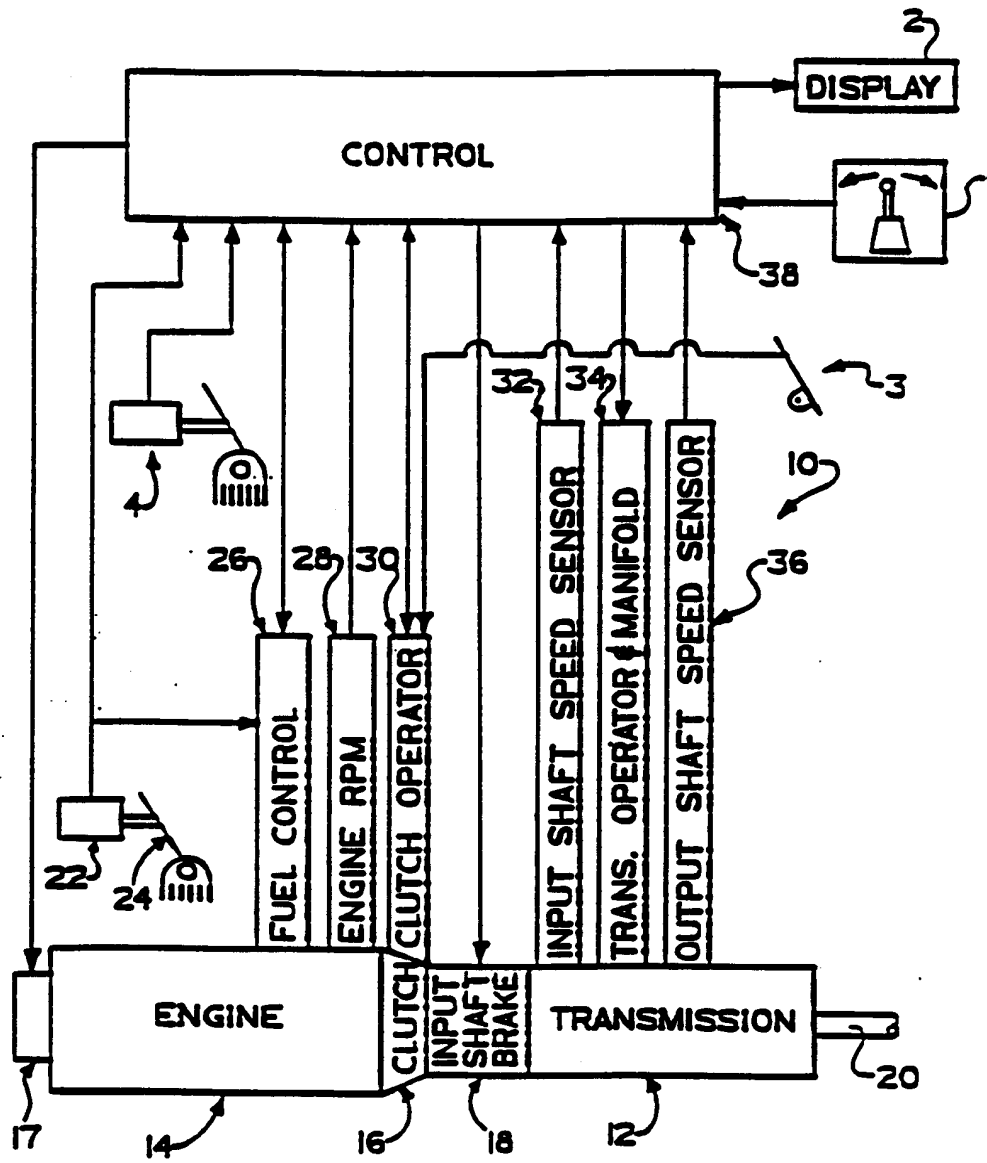 2
DISPLAY
CONTROL
38
3
32
34
10
4
26
28
30
36
FUEL CONTROL
ENGINE RPM
CLUTCH OPERATOR
INPUT SHAFT SPEED SENSOR
TRANS. OPERATOR & MANIFOLD
OUTPUT SHAFT SPEED SENSOR
22
24
ENGINE
CLUTCH
INPUT
SHAFT
BRAKE
TRANSMISSION
20
17
14
16
18
12